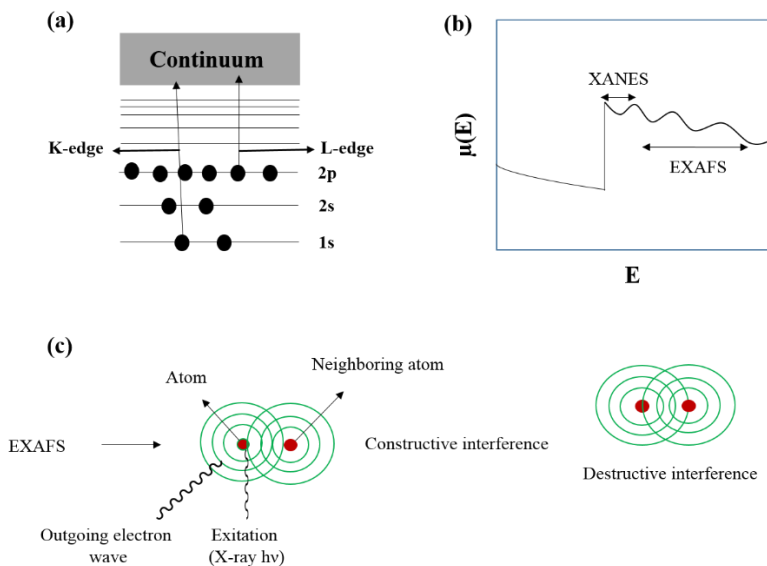 (a)
Continuum
K-edge
L-edge
2p
2s
1s
(b)
XANES
EXAFS
μ(E)
E
(c)
Atom
Neighboring atom
EXAFS
Constructive interference
Destructive interference
Outgoing electron
wave
Exitation
(X-ray hν)